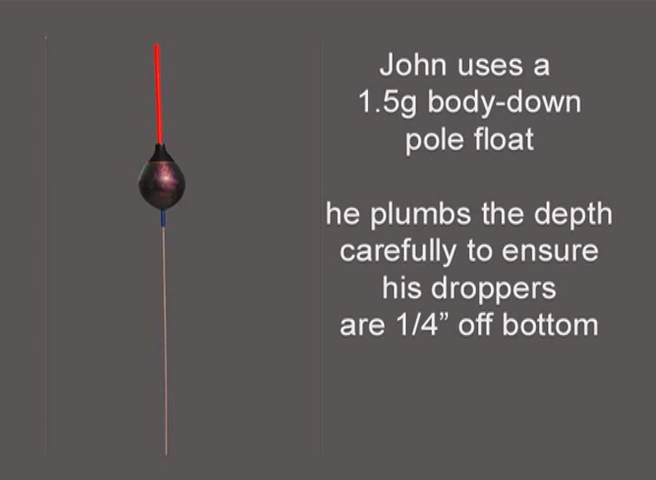 John uses a
1.5g body-down
pole float
he plumbs the depth
carefully to ensure
his droppers
are 1/4” off bottom